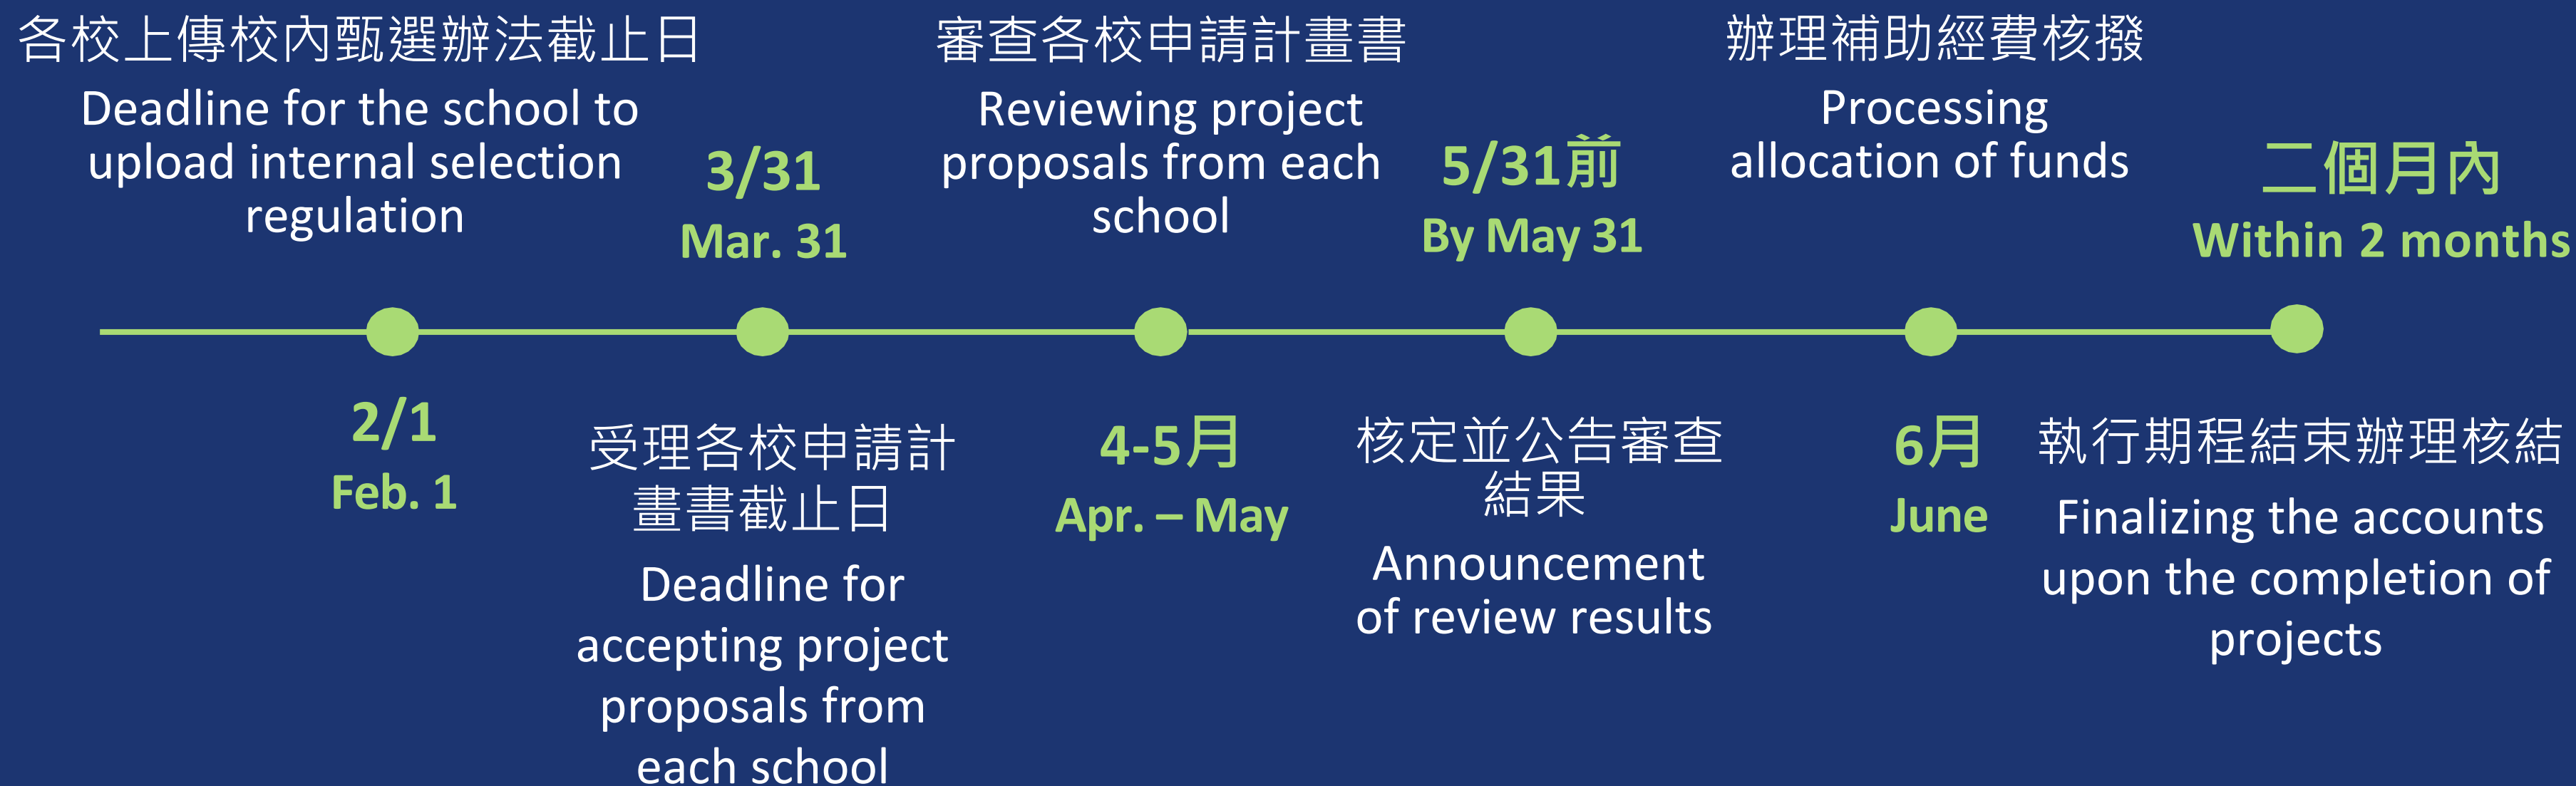 各校上傳校內甄選辦法截止日
Deadline for the school to
upload internal selection
regulation
2/1
Feb. 1
3/31
Mar. 31
受理各校申請計
畫書截止日
Deadline for
accepting project
proposals from
each school
審查各校申請計畫書
Reviewing project
proposals from each
school
4-5月
Apr. – May
5/31前
By May 31
核定並公告審查
結果
Announcement
of review results
辦理補助經費核撥
Processing
allocation of funds
6月
June
二個月內
Within 2 months
執行期程結束辦理核結
Finalizing the accounts
upon the completion of
projects